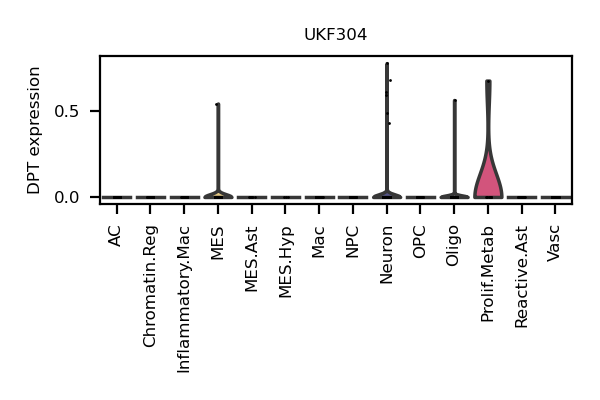 UKF304
DPT expression
0.5
0.0
AC
Chromatin.Reg
Inflammatory.Mac
MES
MES.Ast
MES.Hyp
Mac
NPC
Neuron
OPC
Oligo
Prolif.Metab
Reactive.Ast
Vasc